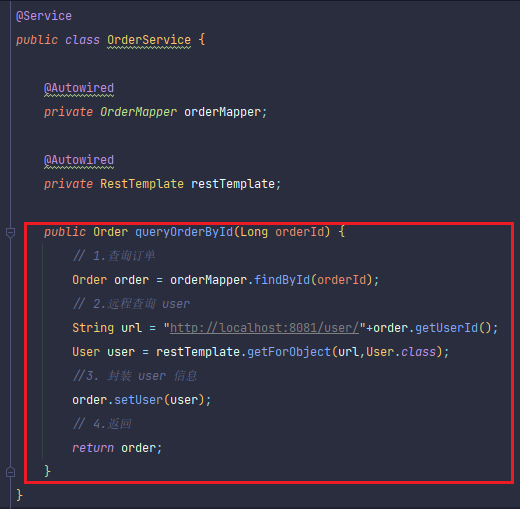 @Service
public class OrderService {
@Autowired
private OrderMapper orderMapper;
@Autowired
private RestTemplate restTemplate;
public Order queryOrderById(Long orderId) {
// 1.查询订单
Order order = orderMapper.findById(orderId);
// 2.远程查询 user
String url = "http://localhost:8081/user/"+order.getUserId();
User user = restTemplate.getForObject(url,User.class);
//3. 封装 user 信息
order.setUser(user);
// 4.返回
return order;
}
}